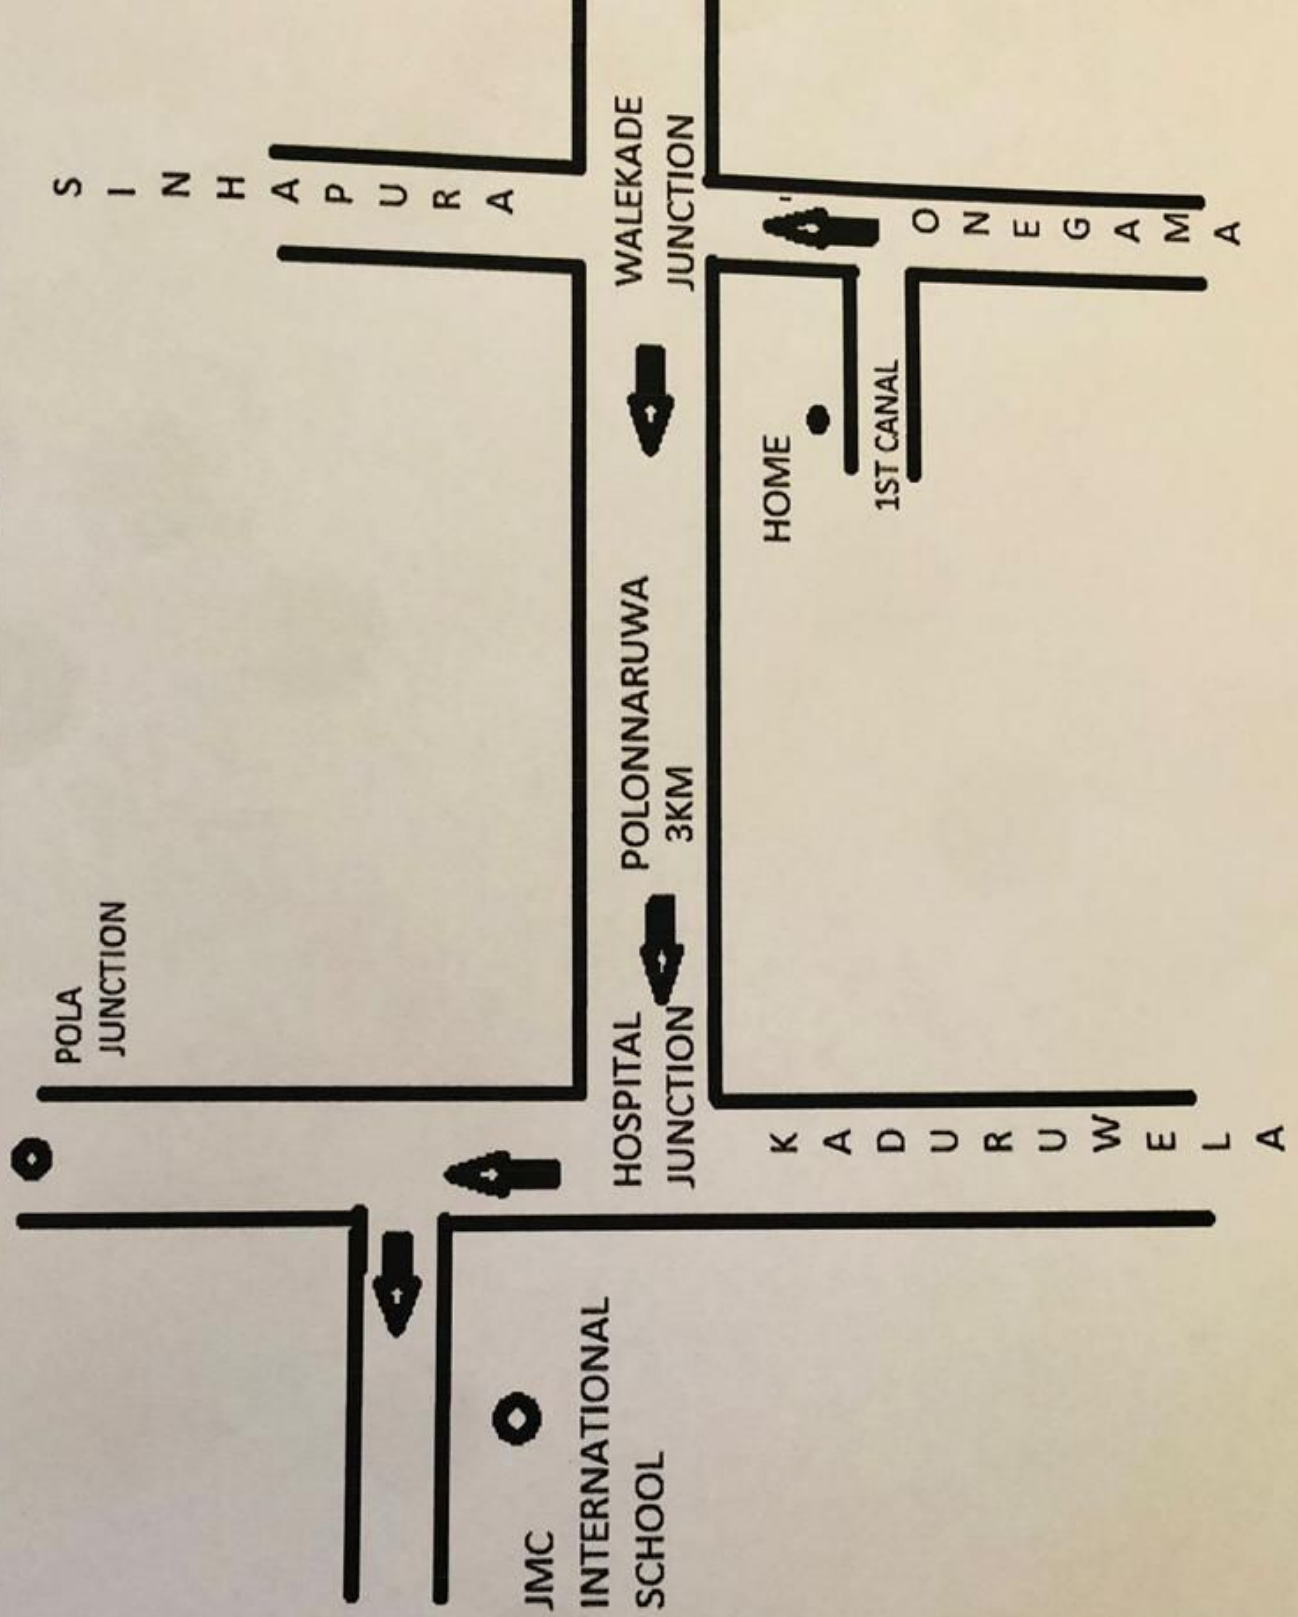 POLA
JUNCTION
SINHAPURA
JMC
INTERNATIONAL
SCHOOL
HOSPITAL
JUNCTION
POLONNARUWA
3KM
WALEKADE
JUNCTION
KADURUWELA
HOME
1ST CANAL
ONEGAMA